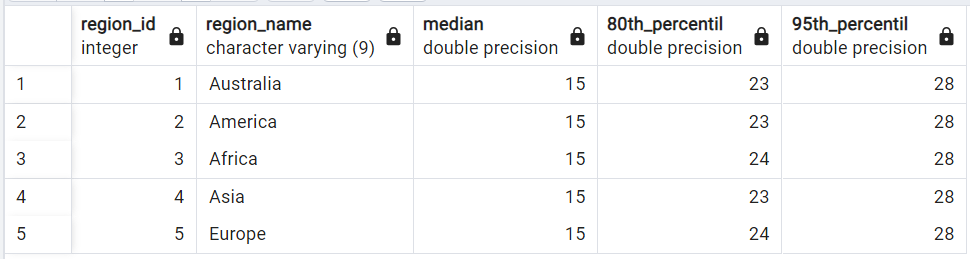 region_id region_name median 80th_percentil 95th_percentil
integer character varying (9) double precision double precision double precision
1 1 Australia 15 23 28
2 2 America 15 23 28
3 3 Africa 15 24 28
4 4 Asia 15 23 28
5 5 Europe 15 24 28